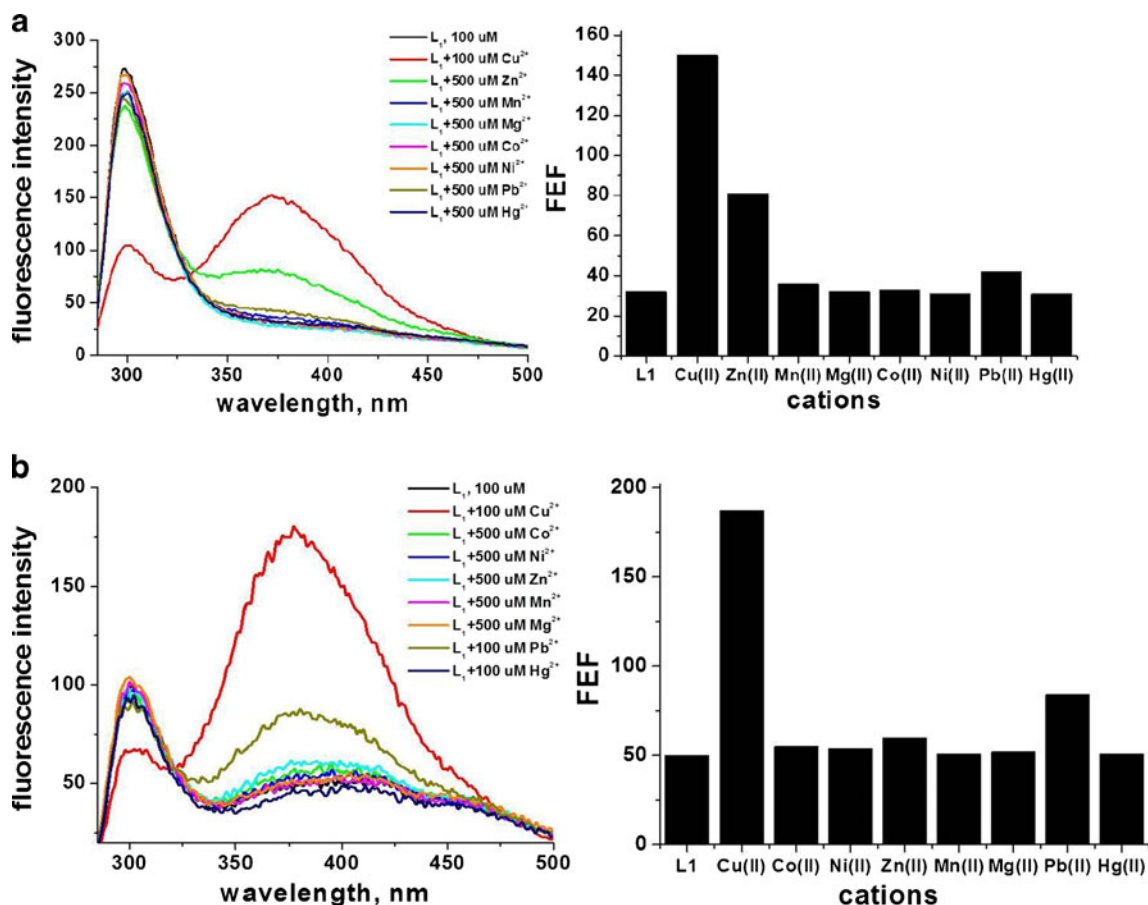 a
fluorescence intensity
300
250
200
150
100
50
0
300 350 400 450 500
wavelength, nm
L₁, 100 uM
L₁+100 uM Cu²⁺
L₁+500 uM Zn²⁺
L₁+500 uM Mn²⁺
L₁+500 uM Mg²⁺
L₁+500 uM Co²⁺
L₁+500 uM Ni²⁺
L₁+500 uM Pb²⁺
L₁+500 uM Hg²⁺
FEF
160
140
120
100
80
60
40
20
0
L1 Cu(II) Zn(II) Mn(II) Mg(II) Co(II) Ni(II) Pb(II) Hg(II)
cations
b
fluorescence intensity
200
150
100
50
300 350 400 450 500
wavelength, nm
L₁, 100 uM
L₁+100 uM Cu²⁺
L₁+500 uM Co²⁺
L₁+500 uM Ni²⁺
L₁+500 uM Zn²⁺
L₁+500 uM Mn²⁺
L₁+500 uM Mg²⁺
L₁+100 uM Pb²⁺
L₁+100 uM Hg²⁺
FEF
200
150
100
50
0
L1 Cu(II) Co(II) Ni(II) Zn(II) Mn(II) Mg(II) Pb(II) Hg(II)
cations